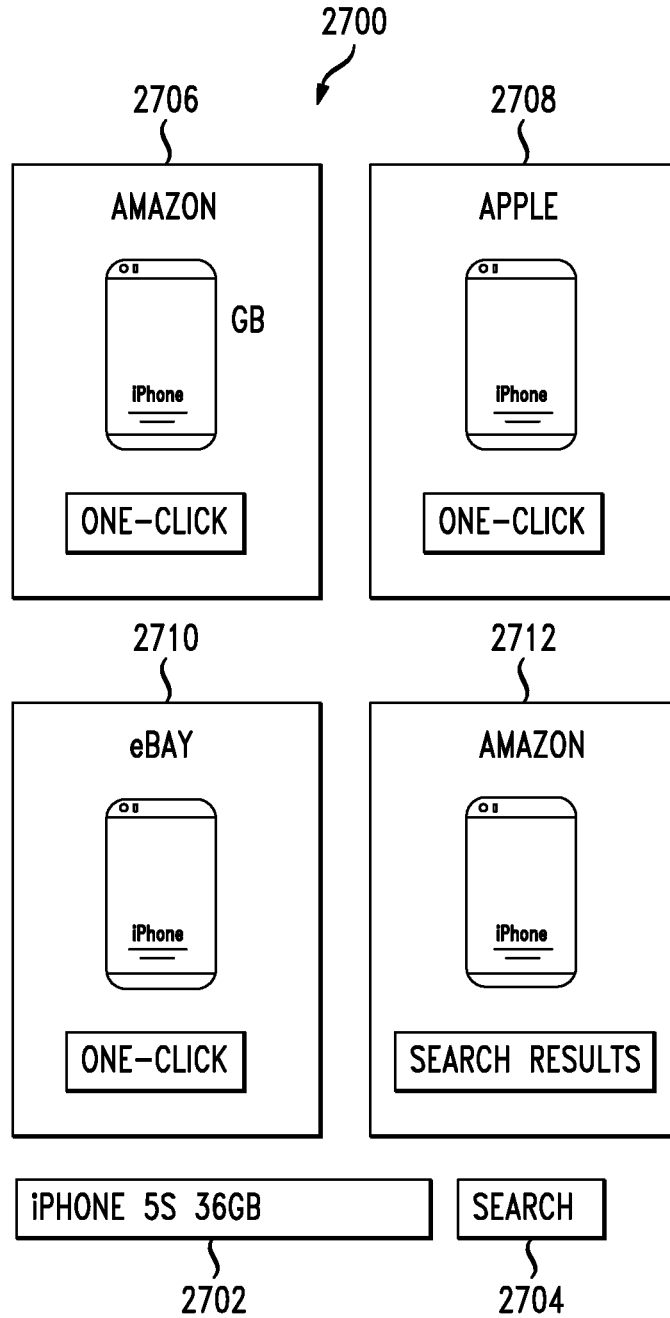 2700
2706
2708
AMAZON
APPLE
GB
iPhone
iPhone
ONE-CLICK
ONE-CLICK
2710
2712
eBAY
AMAZON
iPhone
iPhone
ONE-CLICK
SEARCH RESULTS
iPHONE 5S 36GB
SEARCH
2702
2704